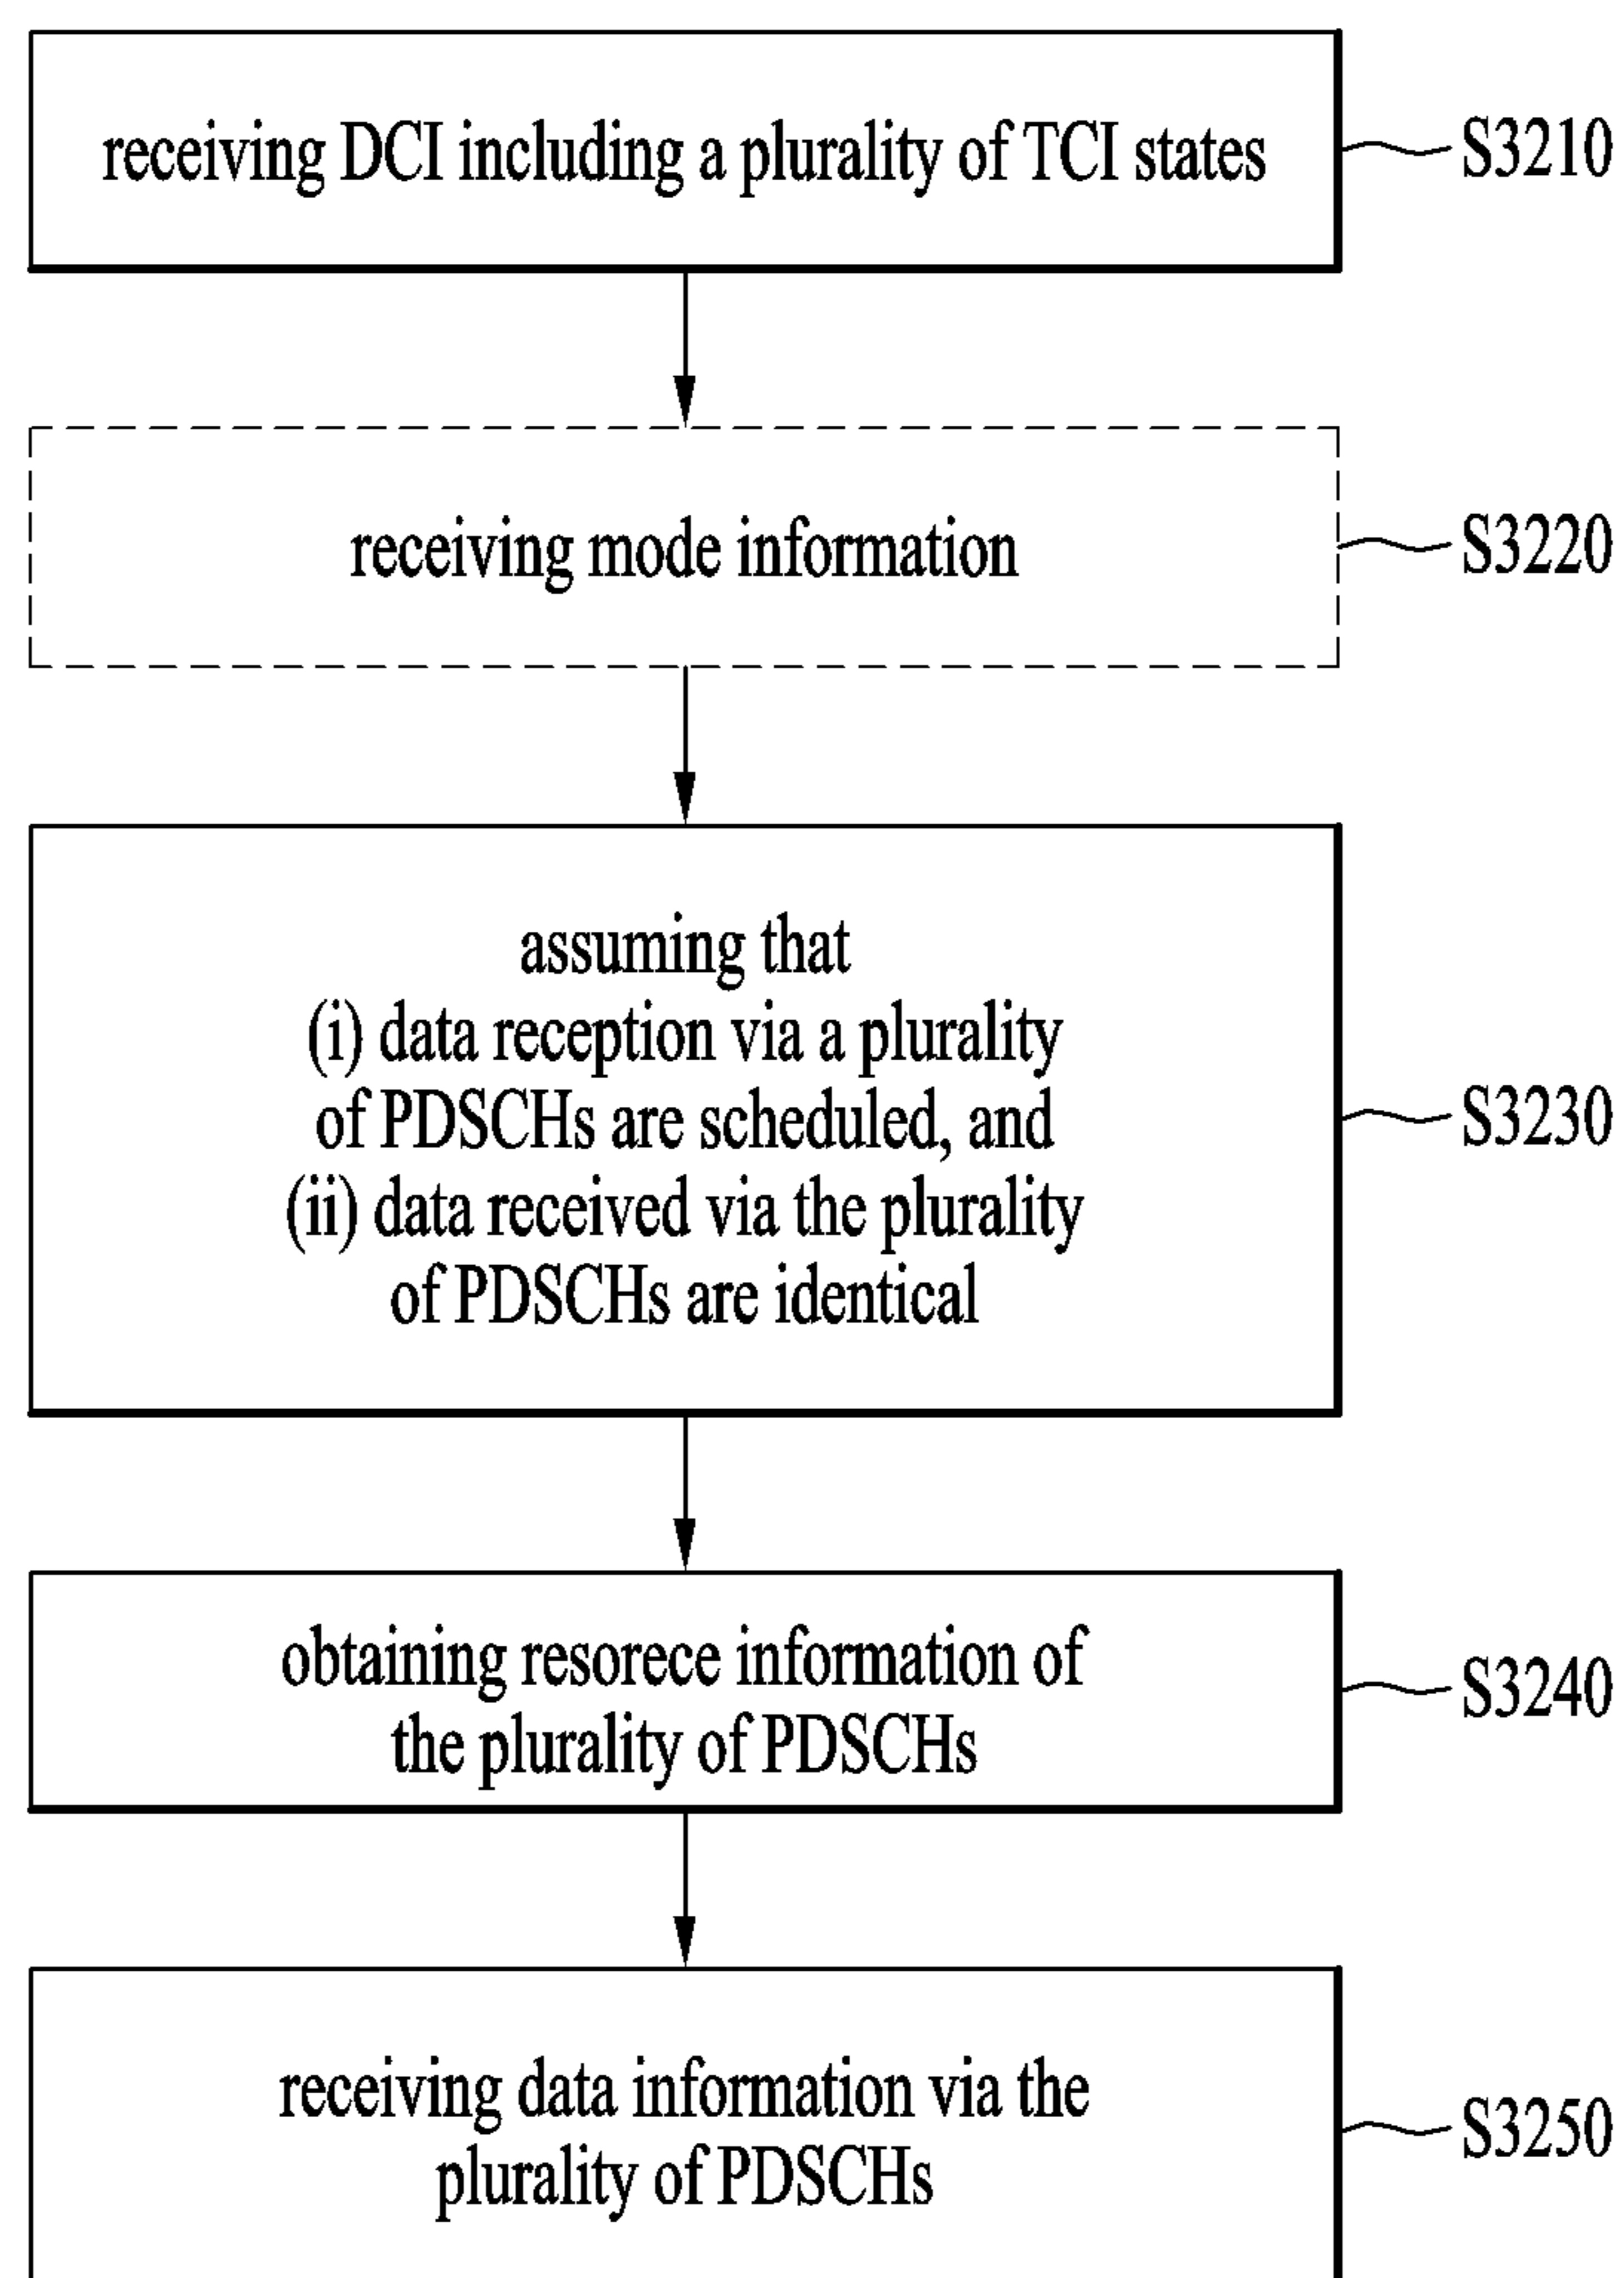 receiving DCI including a plurality of TCI states
S3210
receiving mode information
S3220
assuming that
(i) data reception via a plurality
of PDSCHs are scheduled, and
(ii) data received via the plurality
of PDSCHs are identical
S3230
obtaining resorece information of
the plurality of PDSCHs
S3240
receiving data information via the
plurality of PDSCHs
S3250